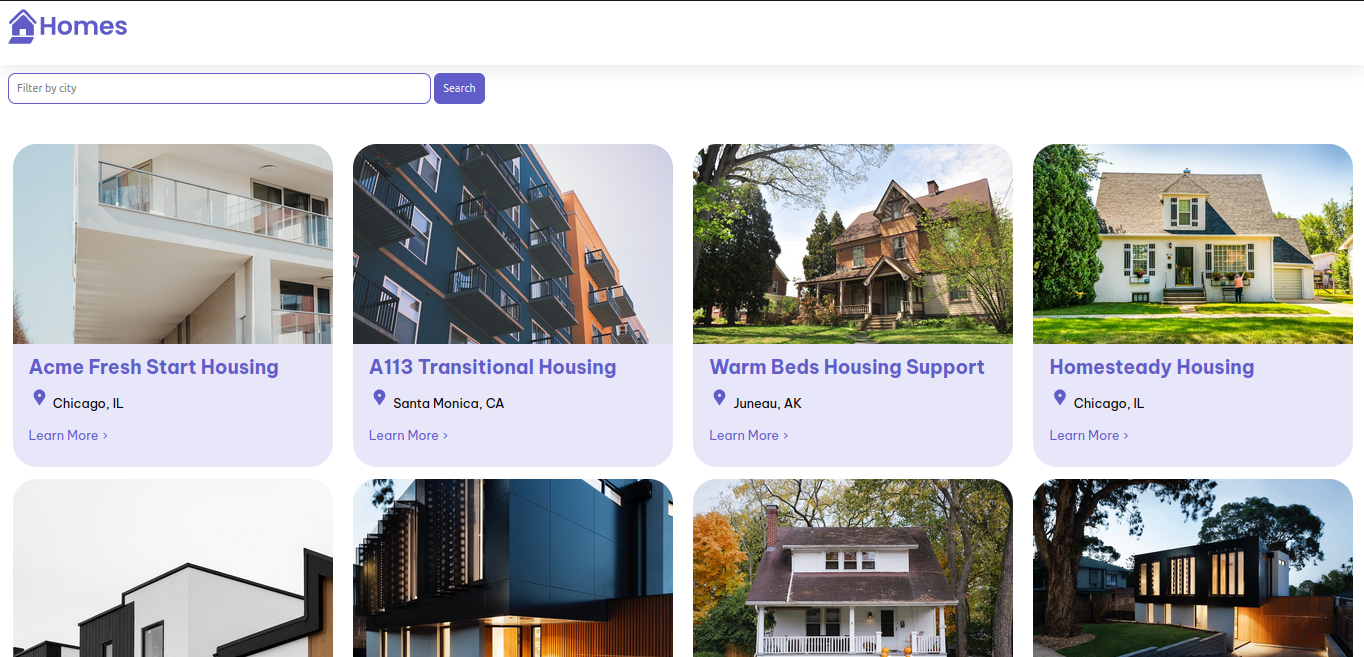 Homes
Filter by city
Search
Acme Fresh Start Housing
Chicago, IL
Learn More >
A113 Transitional Housing
Santa Monica, CA
Learn More >
Warm Beds Housing Support
Juneau, AK
Learn More >
Homesteady Housing
Chicago, IL
Learn More >